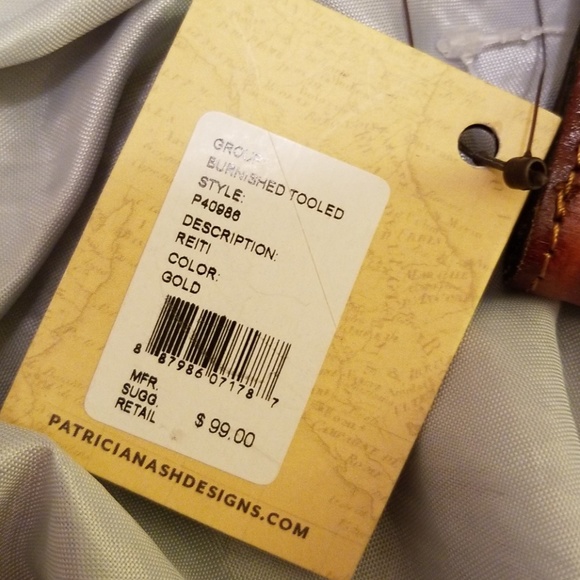 GROUP:
BURNISHED TOOLED
STYLE:
P40986
DESCRIPTION:
REITI
COLOR:
GOLD
8 87986 07178 7
MFR.
SUGG.
RETAIL
$ 99.00
PATRICIANASHDESIGNS.COM